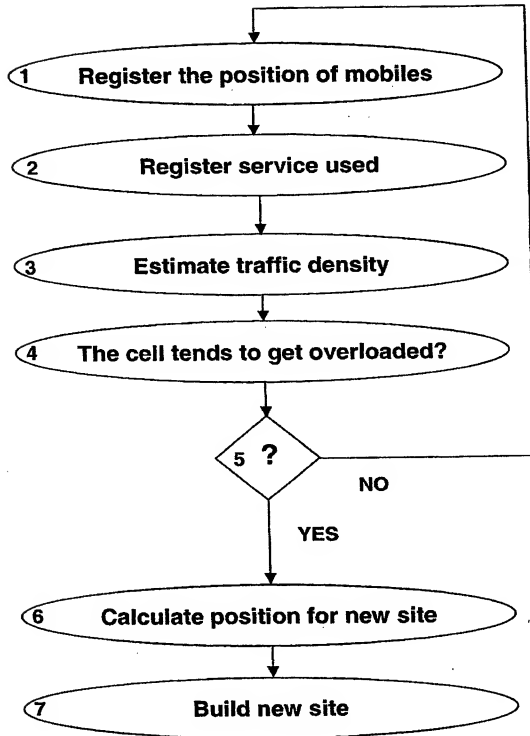 1 Register the position of mobiles
2 Register service used
3 Estimate traffic density
4 The cell tends to get overloaded?
5 ?
NO
YES
6 Calculate position for new site
7 Build new site